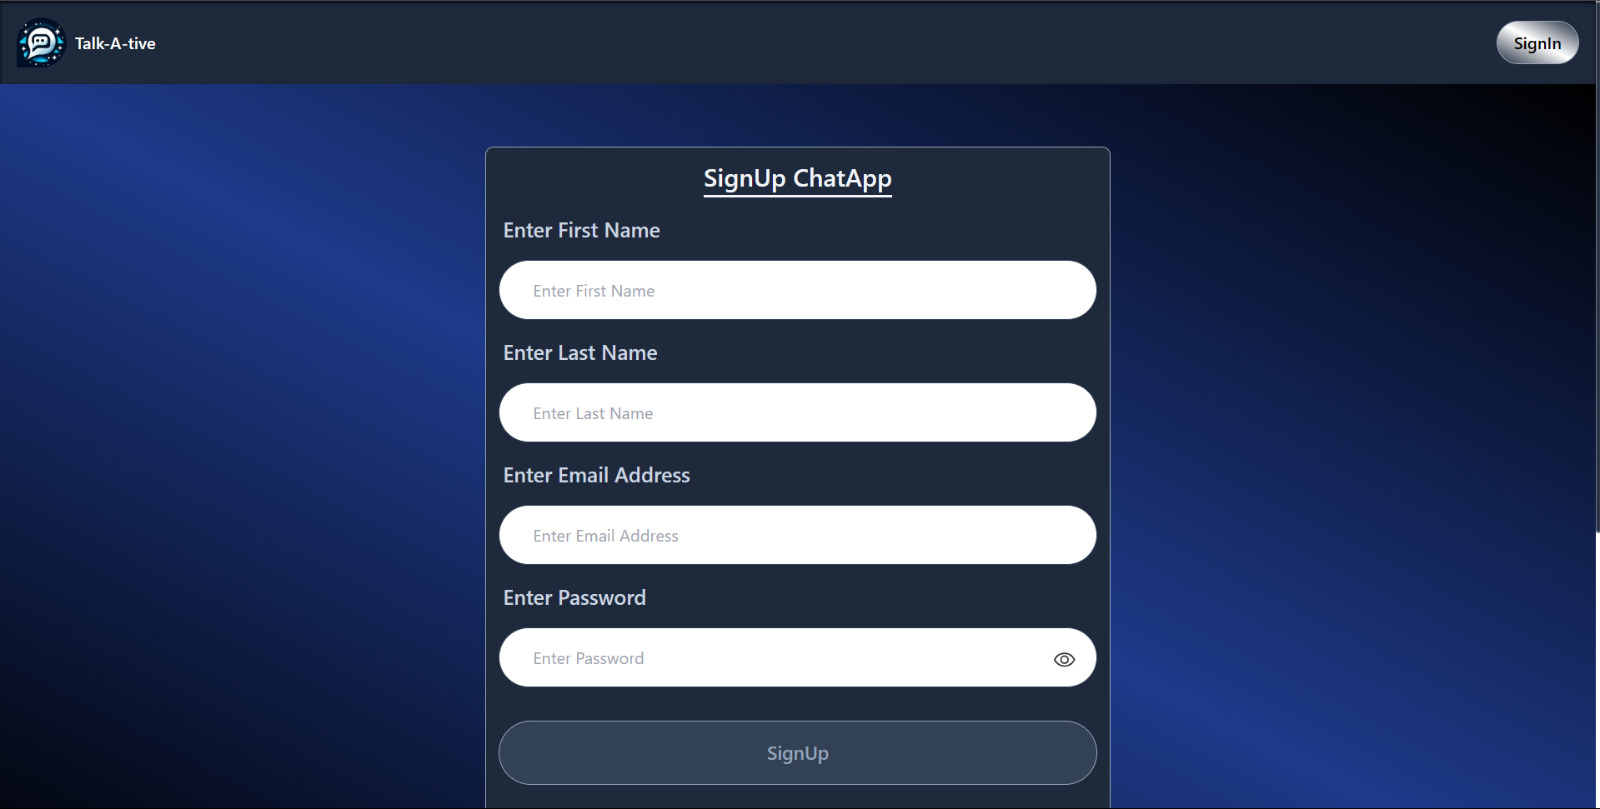 Talk-A-tive
SignIn
SignUp ChatApp
Enter First Name
Enter First Name
Enter Last Name
Enter Last Name
Enter Email Address
Enter Email Address
Enter Password
Enter Password
SignUp